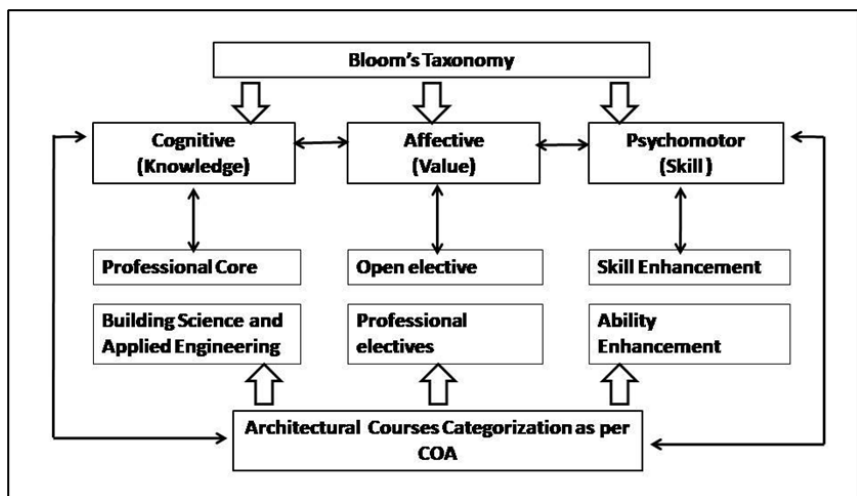 Bloom's Taxonomy
Cognitive
(Knowledge)
Affective
(Value)
Psychomotor
(Skill)
Professional Core
Open elective
Skill Enhancement
Building Science and
Applied Engineering
Professional
electives
Ability
Enhancement
Architectural Courses Categorization as per
COA